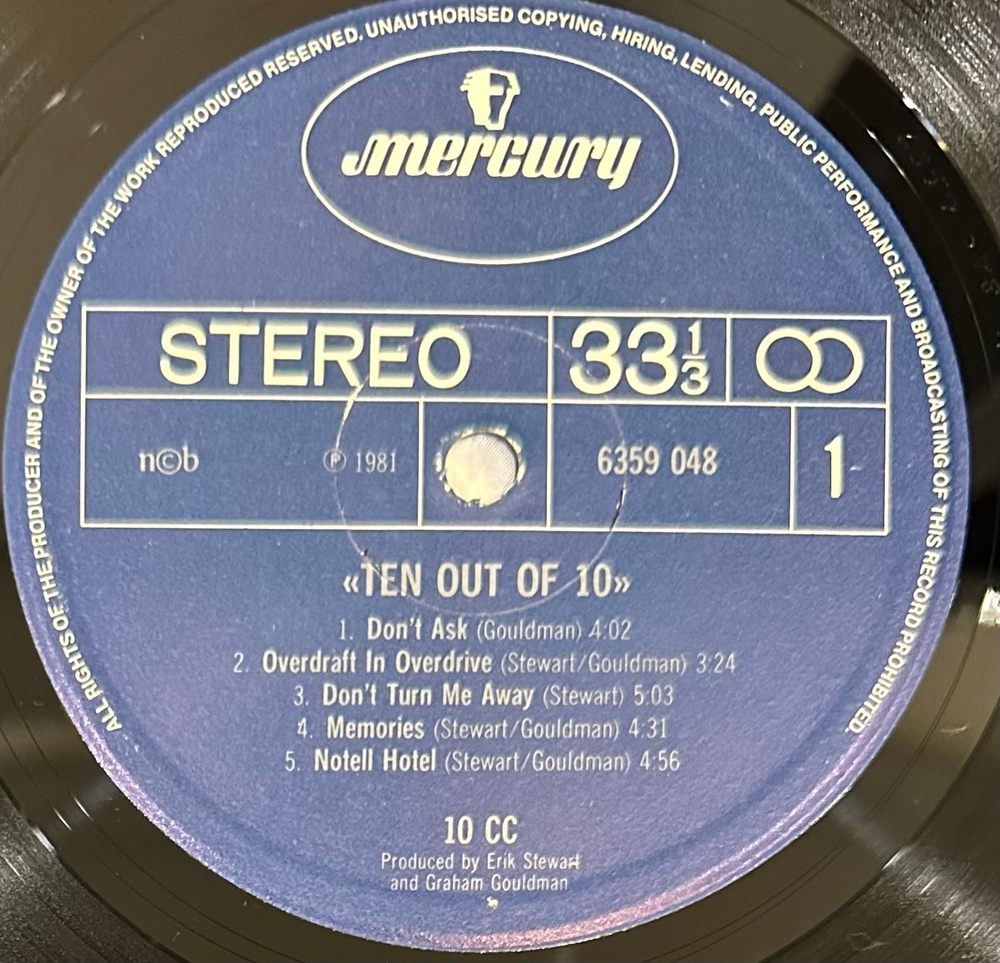 ALL RIGHTS OF THE PRODUCER AND OF THE OWNER OF THE WORK REPRODUCED RESERVED. UNAUTHORISED COPYING, HIRING, LENDING, PUBLIC PERFORMANCE AND BROADCASTING OF THIS RECORD PROHIBITED.
mercury
STEREO 33 1/3 ꝏ
n©b ℗ 1981 6359 048 1
«TEN OUT OF 10»
1. Don't Ask (Gouldman) 4:02
2. Overdraft In Overdrive (Stewart/Gouldman) 3:24
3. Don't Turn Me Away (Stewart) 5:03
4. Memories (Stewart/Gouldman) 4:31
5. Notell Hotel (Stewart/Gouldman) 4:56
10 CC
Produced by Erik Stewart
and Graham Gouldman